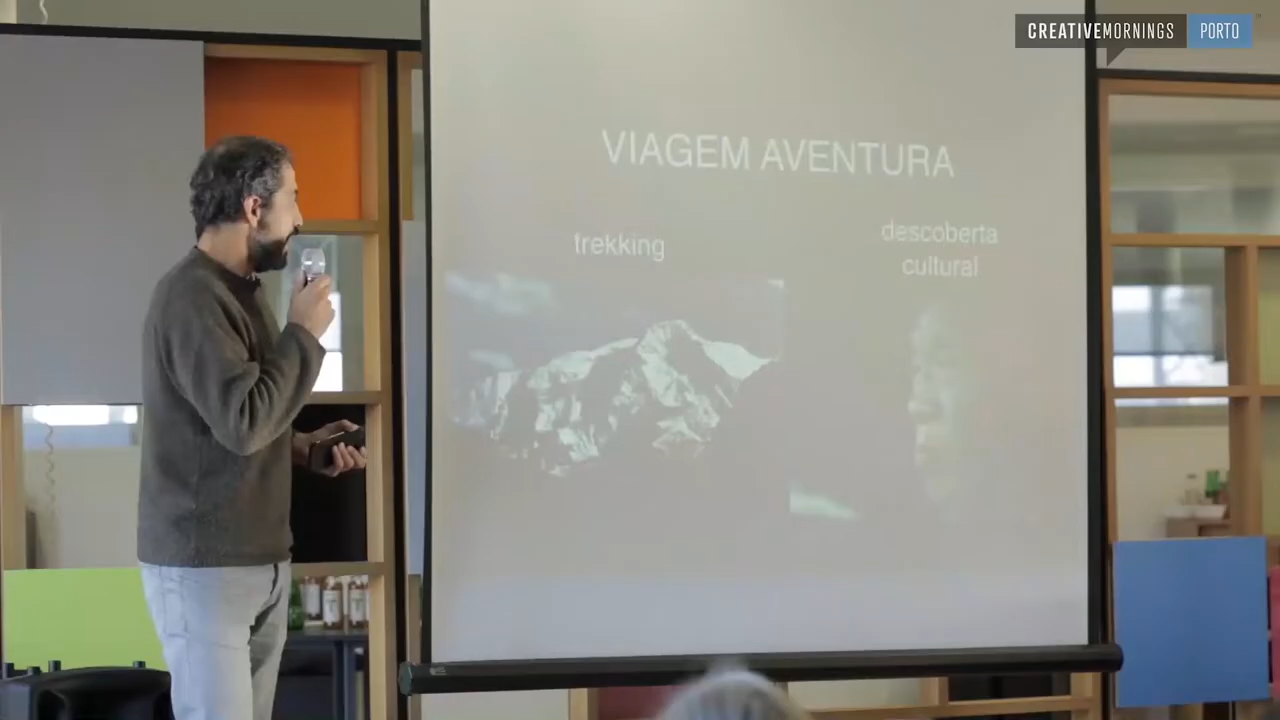 CREATIVEMORNINGS PORTO
VIAGEM AVENTURA
trekking
descoberta
cultural